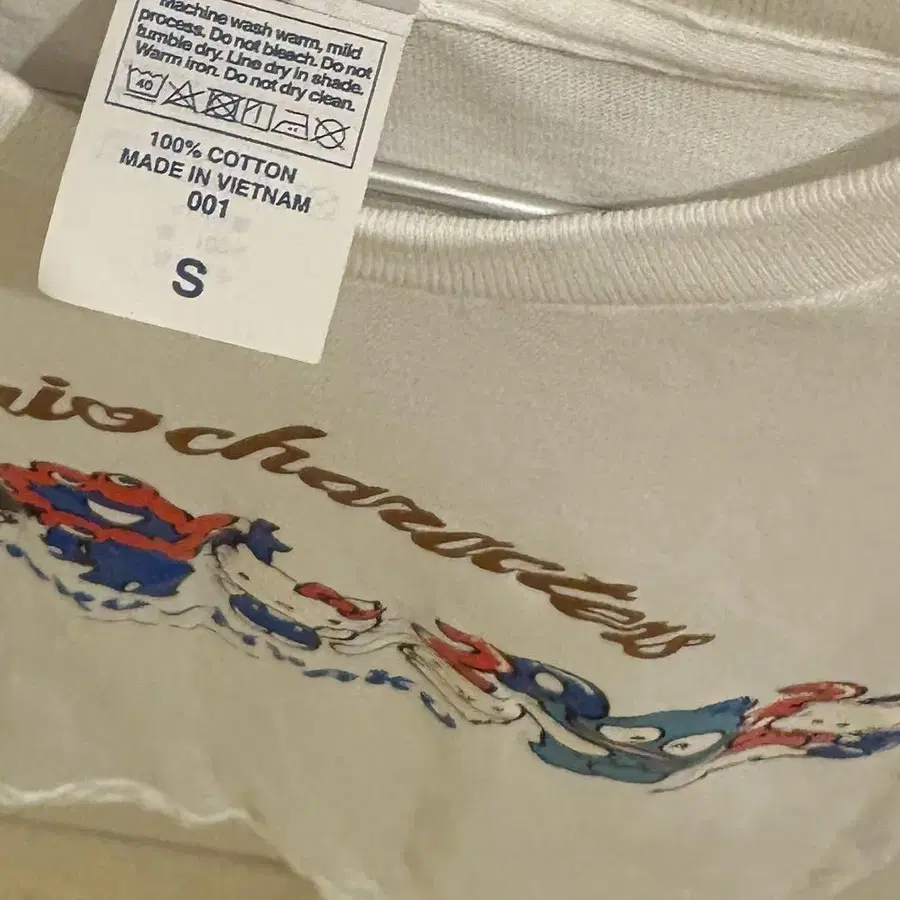 Machine wash warm, mild
process. Do not bleach. Do not
tumble dry. Line dry in shade.
Warm iron. Do not dry clean.
40
100% COTTON
MADE IN VIETNAM
001
S
characters